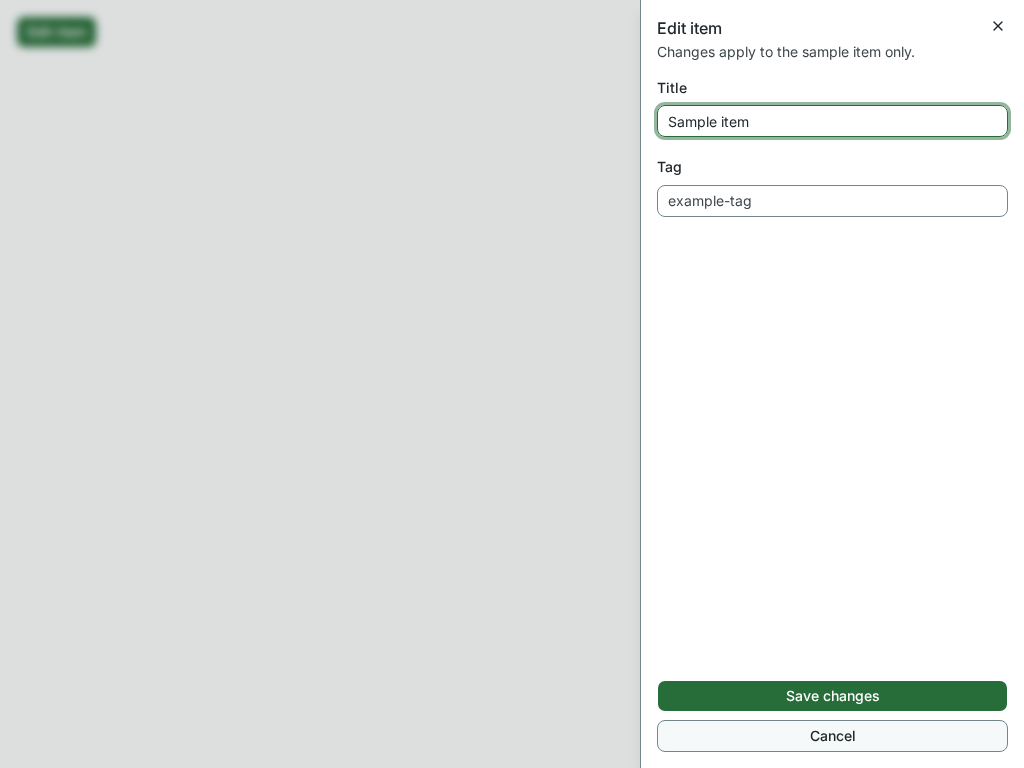 Edit item
Changes apply to the sample item only.
Title
Sample item
Tag
example-tag
Save changes
Cancel